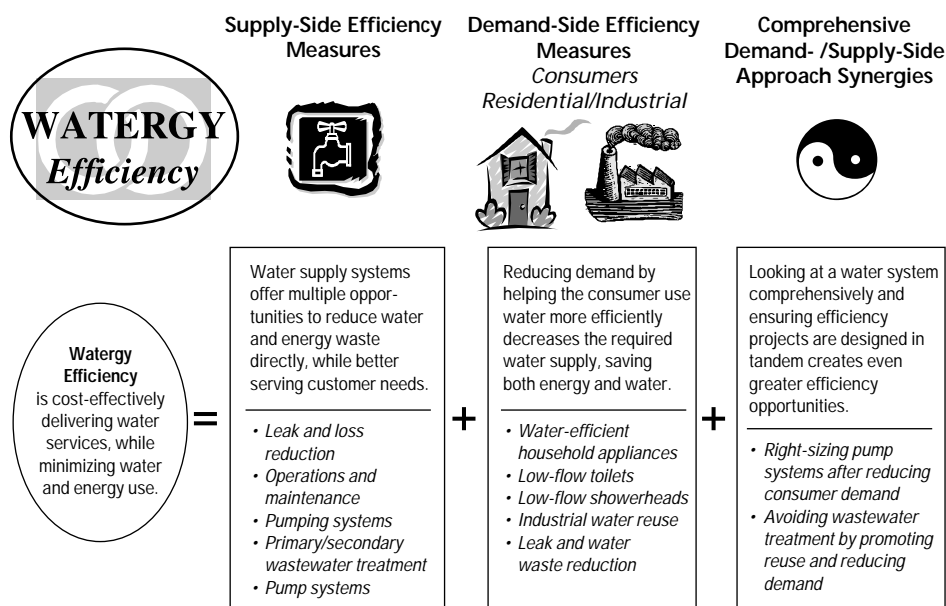 WATERGY
Efficiency
Supply-Side Efficiency
Measures
Demand-Side Efficiency
Measures
Consumers
Residential/Industrial
Comprehensive
Demand- /Supply-Side
Approach Synergies
Watergy
Efficiency
is cost-effectively
delivering water
services, while
minimizing water
and energy use.
=
Water supply systems
offer multiple oppor-
tunities to reduce water
and energy waste
directly, while better
serving customer needs.
• Leak and loss
reduction
• Operations and
maintenance
• Pumping systems
• Primary/secondary
wastewater treatment
• Pump systems
+
Reducing demand by
helping the consumer use
water more efficiently
decreases the required
water supply, saving
both energy and water.
• Water-efficient
household appliances
• Low-flow toilets
• Low-flow showerheads
• Industrial water reuse
• Leak and water
waste reduction
+
Looking at a water system
comprehensively and
ensuring efficiency
projects are designed in
tandem creates even
greater efficiency
opportunities.
• Right-sizing pump
systems after reducing
consumer demand
• Avoiding wastewater
treatment by promoting
reuse and reducing
demand